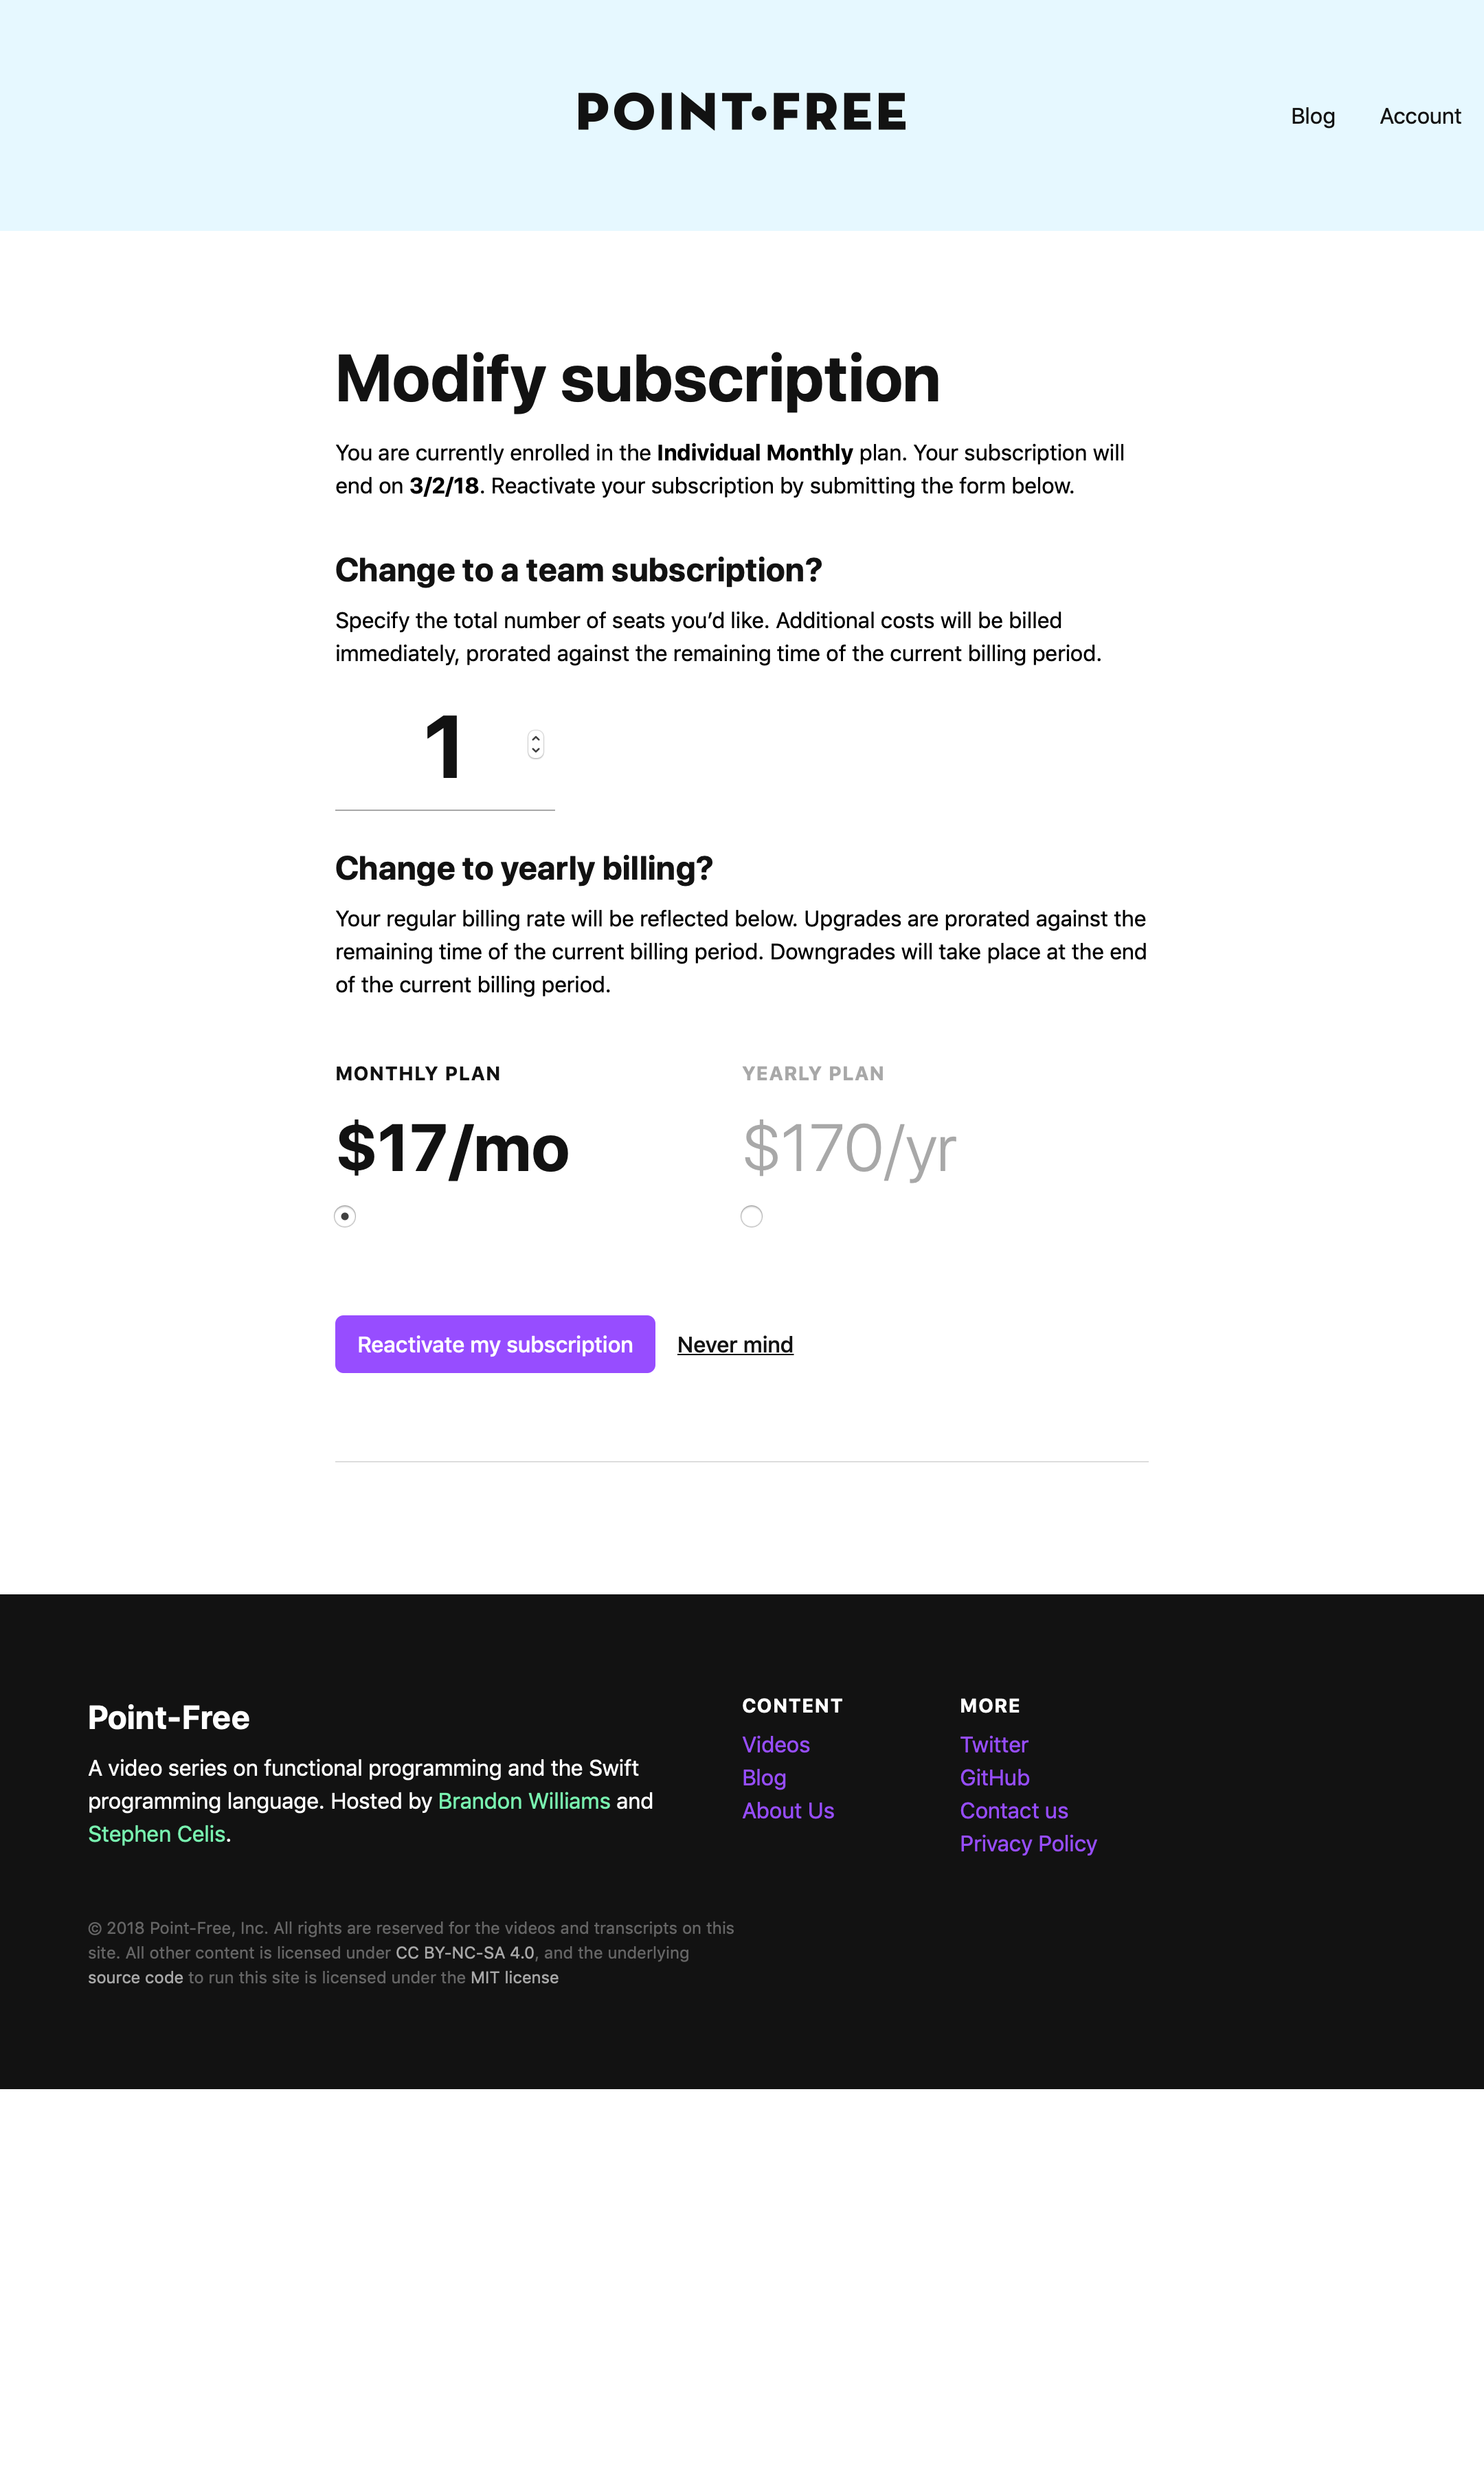 POINT•FREE
Blog
Account
Modify subscription
You are currently enrolled in the Individual Monthly plan. Your subscription will
end on 3/2/18. Reactivate your subscription by submitting the form below.
Change to a team subscription?
Specify the total number of seats you’d like. Additional costs will be billed
immediately, prorated against the remaining time of the current billing period.
1
Change to yearly billing?
Your regular billing rate will be reflected below. Upgrades are prorated against the
remaining time of the current billing period. Downgrades will take place at the end
of the current billing period.
MONTHLY PLAN
$17/mo
YEARLY PLAN
$170/yr
Reactivate my subscription
Never mind
Point-Free
A video series on functional programming and the Swift
programming language. Hosted by Brandon Williams and
Stephen Celis.
CONTENT
Videos
Blog
About Us
MORE
Twitter
GitHub
Contact us
Privacy Policy
© 2018 Point-Free, Inc. All rights are reserved for the videos and transcripts on this
site. All other content is licensed under CC BY-NC-SA 4.0, and the underlying
source code to run this site is licensed under the MIT license